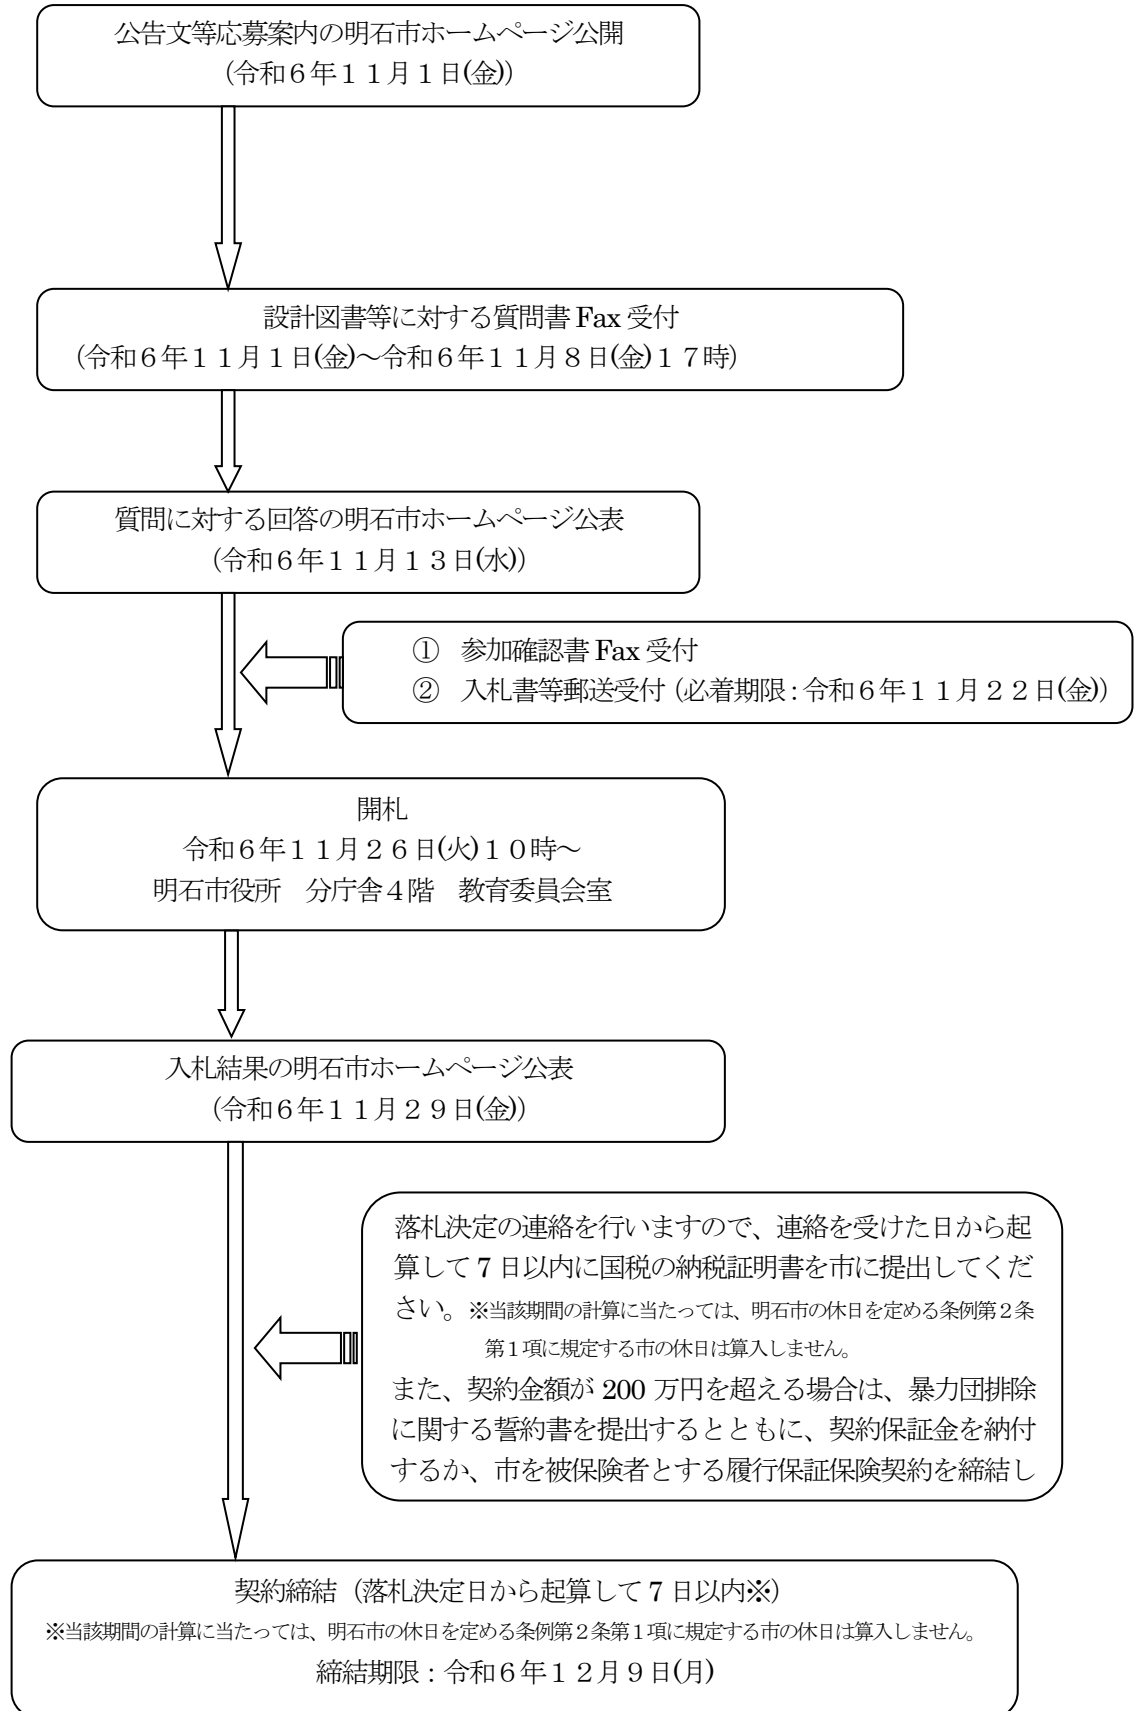 公告文等応募案内の明石市ホームページ公開
（令和６年１１月１日(金)）
設計図書等に対する質問書 Fax 受付
（令和６年１１月１日(金)～令和６年１１月８日(金)１７時）
質問に対する回答の明石市ホームページ公表
（令和６年１１月１３日(水)）
① 参加確認書 Fax 受付
② 入札書等郵送受付（必着期限：令和６年１１月２２日(金)）
開札
令和６年１１月２６日(火)１０時～
明石市役所　分庁舎４階　教育委員会室
入札結果の明石市ホームページ公表
（令和６年１１月２９日(金)）
落札決定の連絡を行いますので、連絡を受けた日から起
算して 7 日以内に国税の納税証明書を市に提出してくだ
さい。※当該期間の計算に当たっては、明石市の休日を定める条例第２条
第１項に規定する市の休日は算入しません。
また、契約金額が 200 万円を超える場合は、暴力団排除
に関する誓約書を提出するとともに、契約保証金を納付
するか、市を被保険者とする履行保証保険契約を締結し
契約締結（落札決定日から起算して 7 日以内※）
※当該期間の計算に当たっては、明石市の休日を定める条例第２条第１項に規定する市の休日は算入しません。
締結期限：令和６年１２月９日(月)